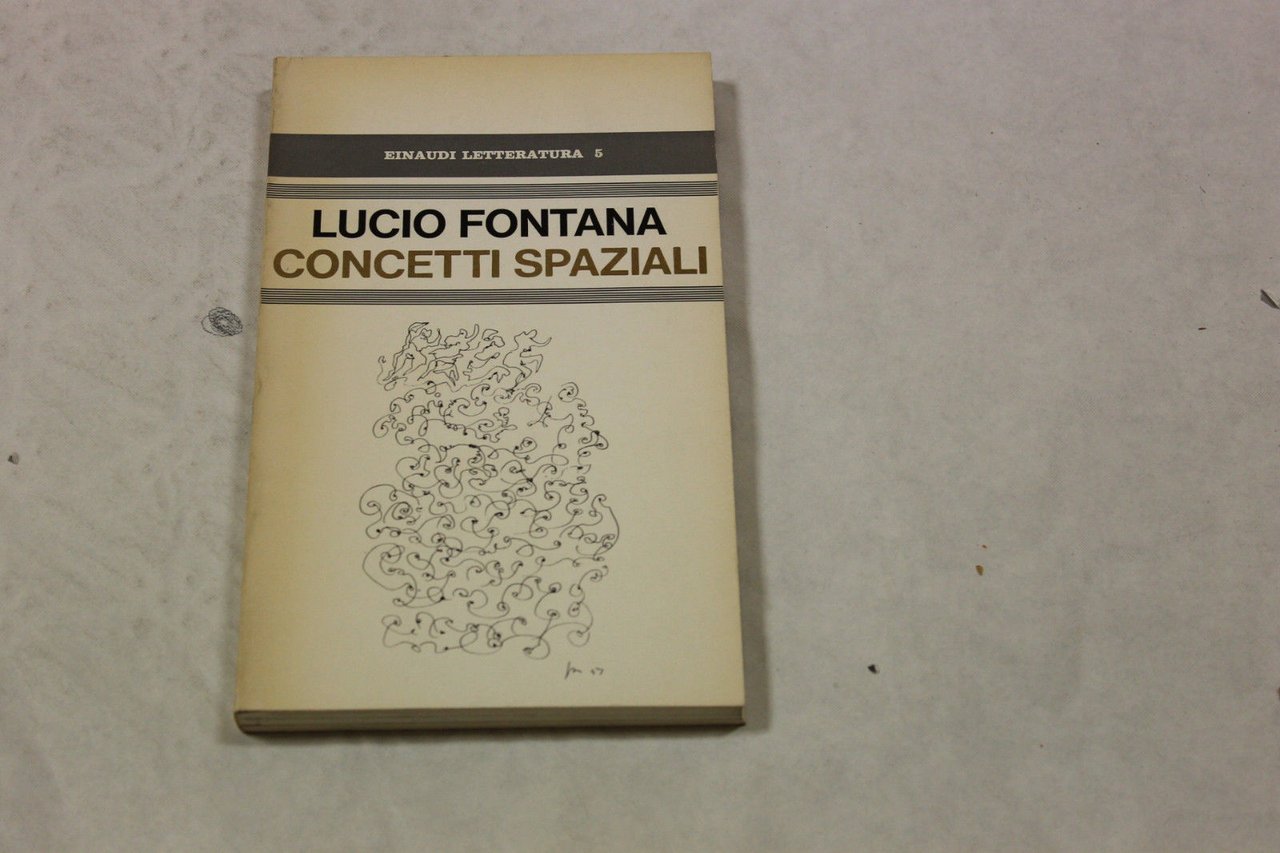 EINAUDI LETTERATURA 5
LUCIO FONTANA
CONCETTI SPAZIALI